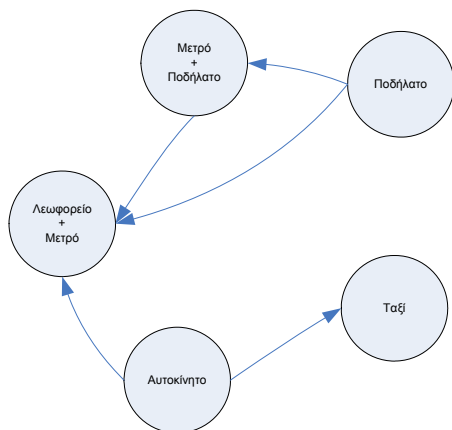 Μετρό
+
Ποδήλατο
Ποδήλατο
Λεωφορείο
+
Μετρό
Ταξί
Αυτοκίνητο